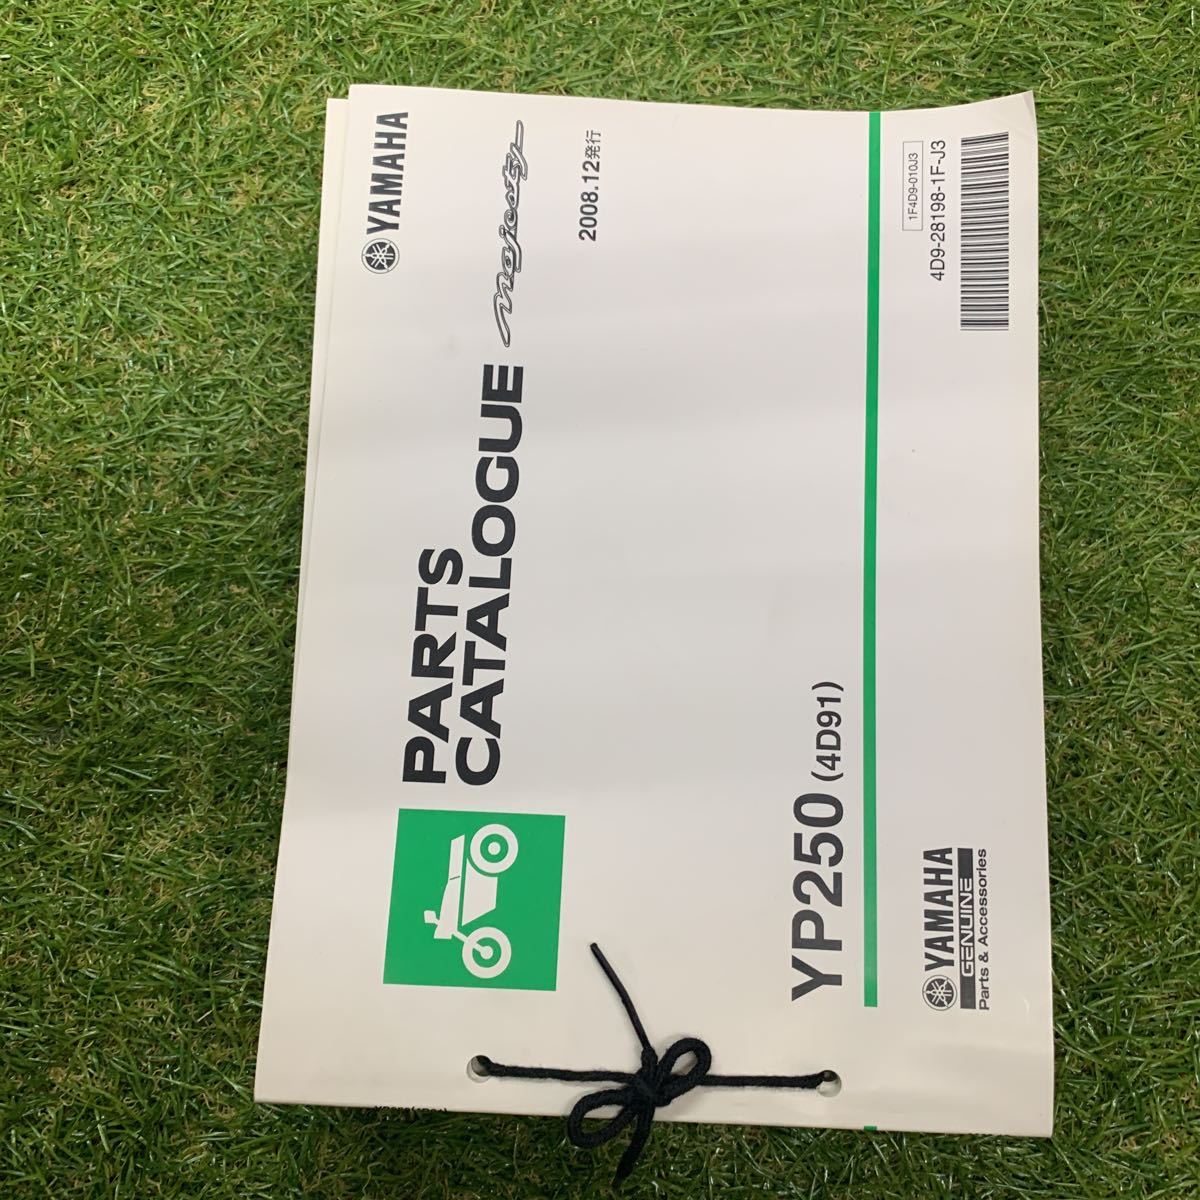 YAMAHA
PARTS
CATALOGUE
Majesty
2008.12発行
YP250 (4D91)
1F4D9-010J3
4D9-28198-1F-J3
YAMAHA
GENUINE
Parts & Accessories